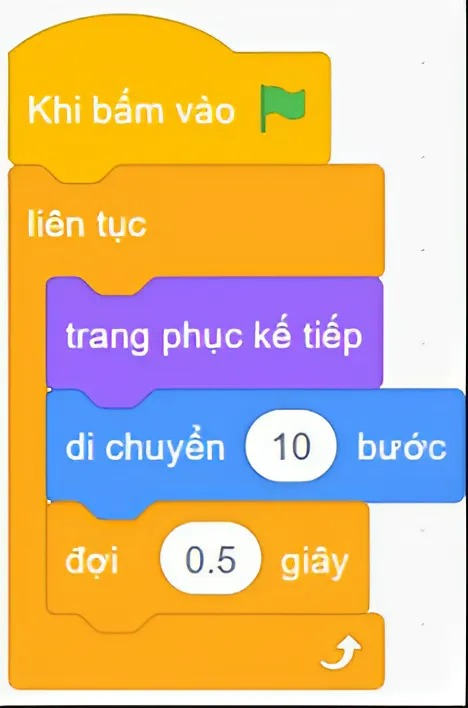 Khi bấm vào
liên tục
trang phục kế tiếp
di chuyển 10 bước
đợi 0.5 giây